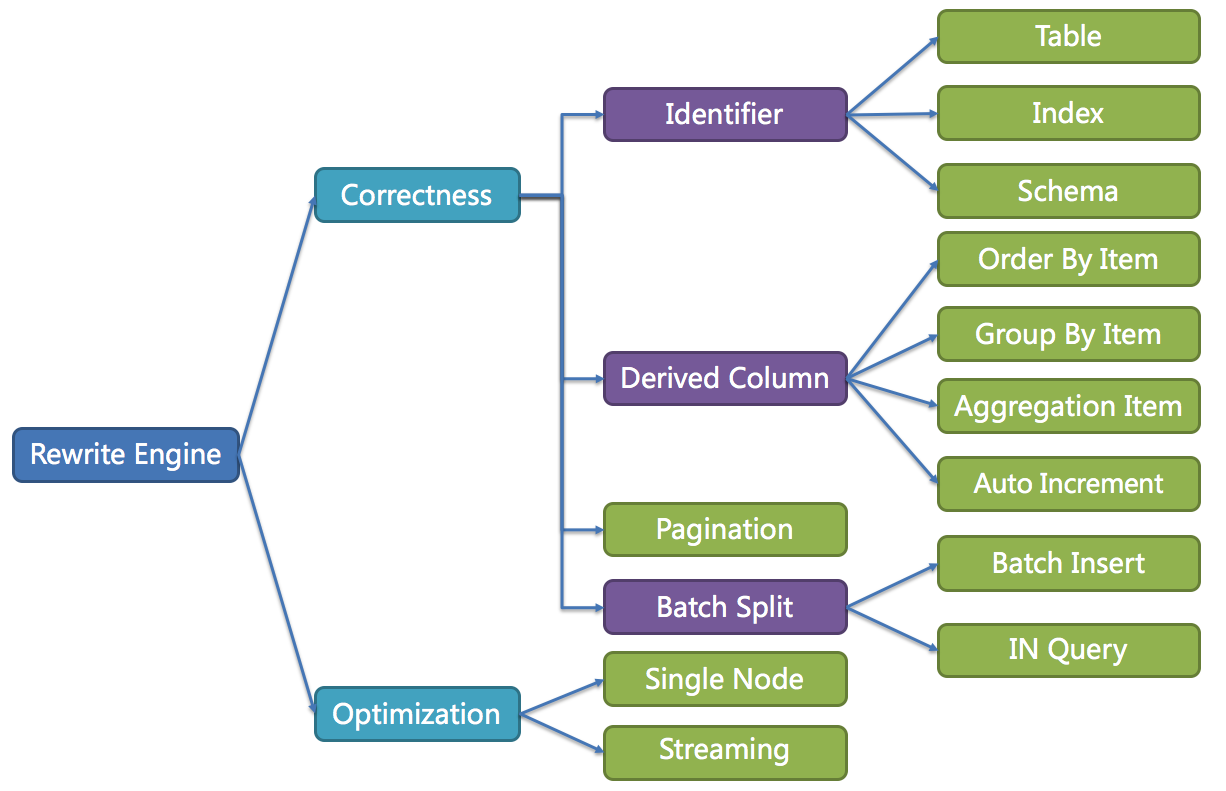 Rewrite Engine
Correctness
Identifier
Table
Index
Schema
Derived Column
Order By Item
Group By Item
Aggregation Item
Auto Increment
Pagination
Batch Split
Batch Insert
IN Query
Optimization
Single Node
Streaming